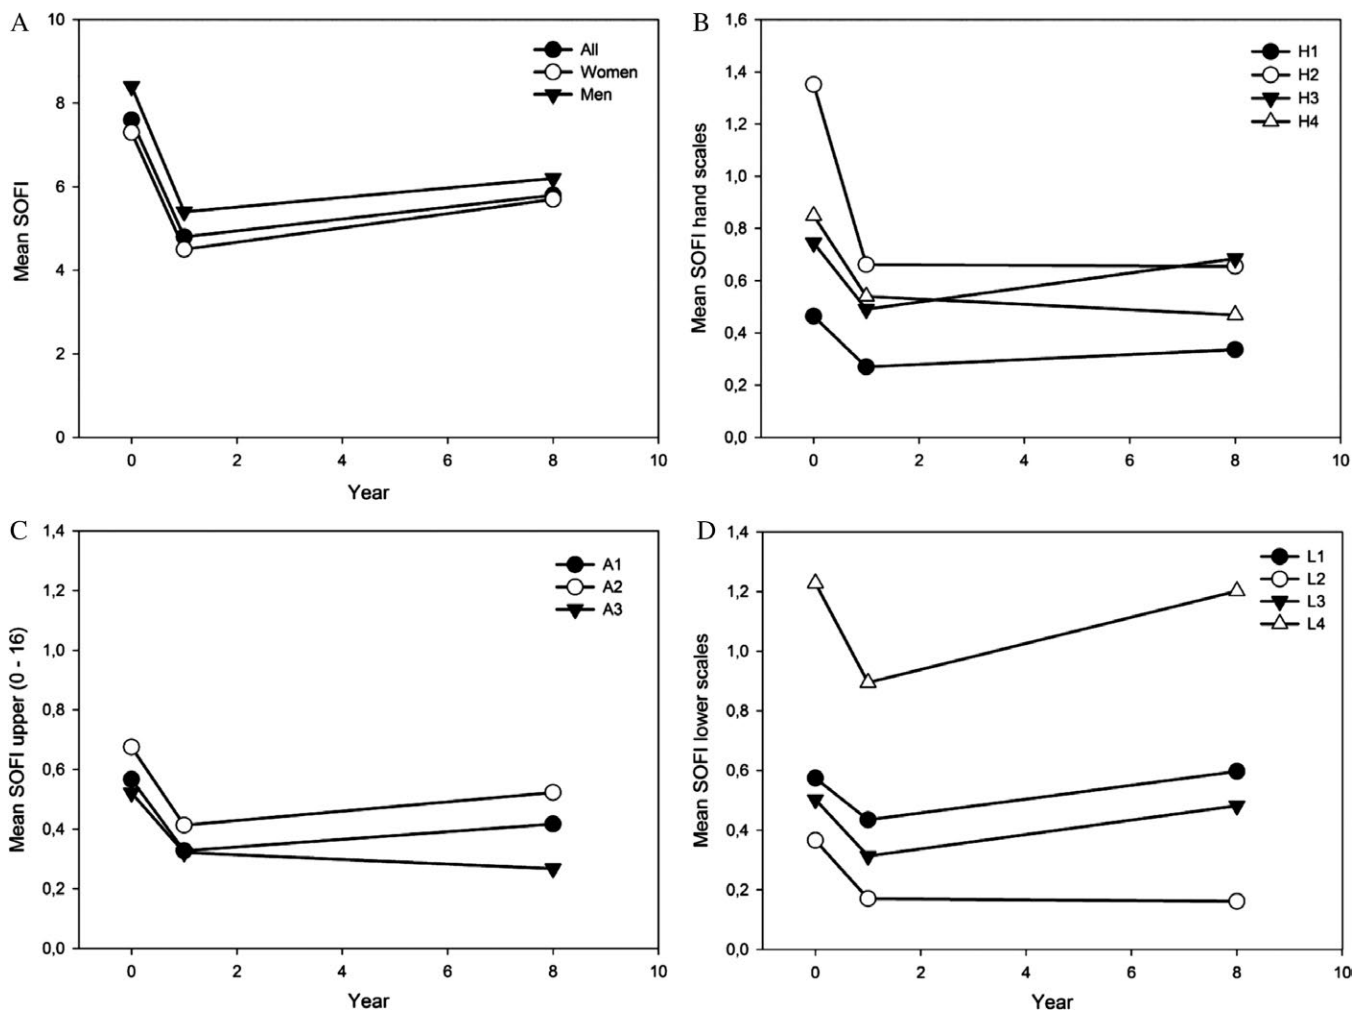 A
10
8
6
4
2
0
Mean SOFI
All
Women
Men
0 2 4 6 8 10
Year
B
1,6
1,4
1,2
1,0
0,8
0,6
0,4
0,2
0,0
Mean SOFI hand scales
H1
H2
H3
H4
0 2 4 6 8 10
Year
C
1,4
1,2
1,0
0,8
0,6
0,4
0,2
0,0
Mean SOFI upper (0 - 16)
A1
A2
A3
0 2 4 6 8 10
Year
D
1,4
1,2
1,0
0,8
0,6
0,4
0,2
0,0
Mean SOFI lower scales
L1
L2
L3
L4
0 2 4 6 8 10
Year